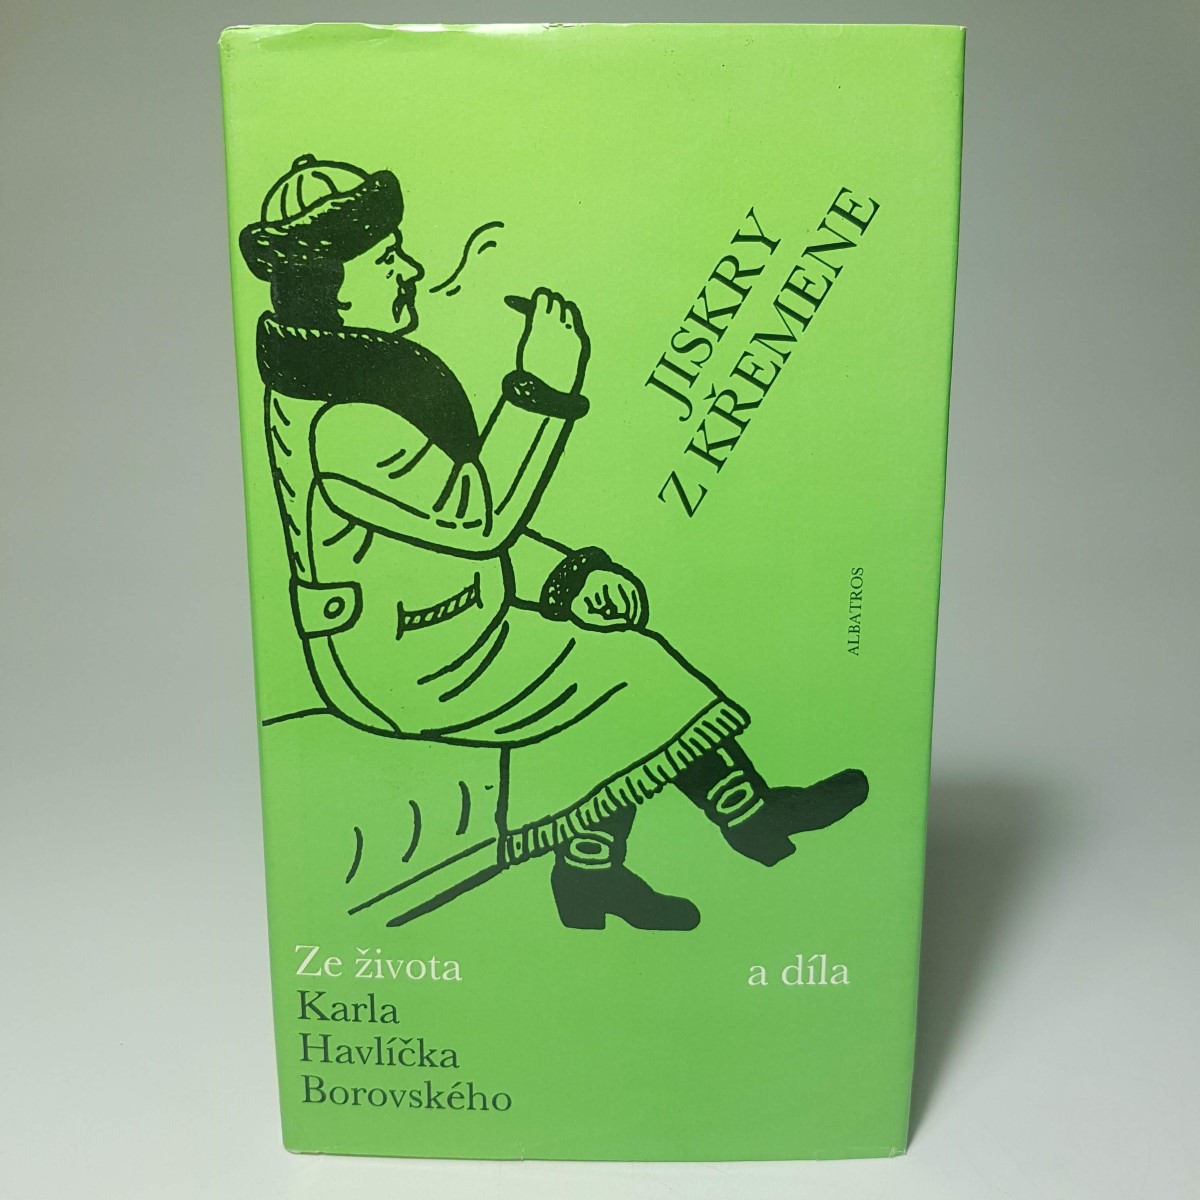 JISKRY
Z KŘEMENE
ALBATROS
Ze života a díla
Karla
Havlíčka
Borovského